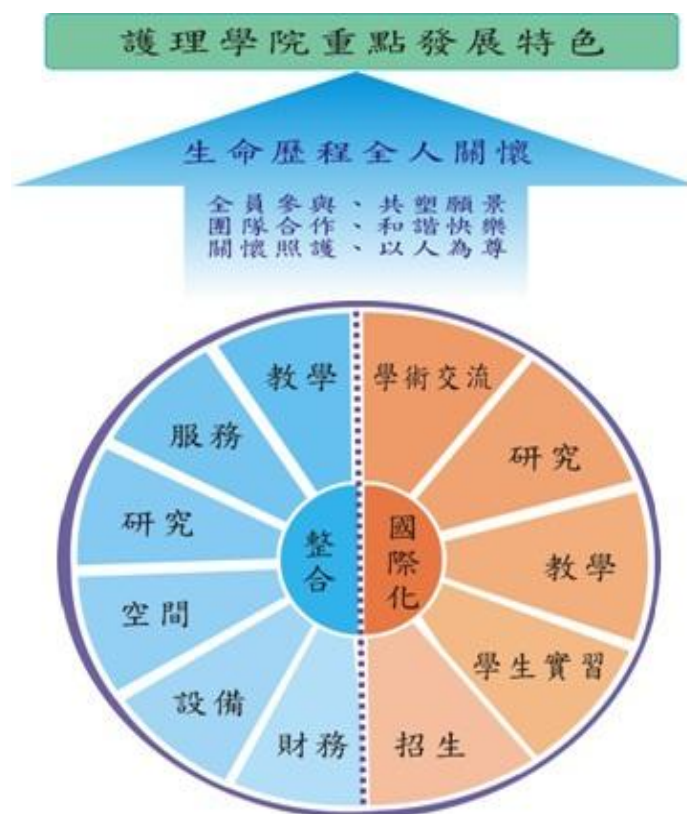 護理學院重點發展特色
生命歷程全人關懷
全員參與、共塑願景
團隊合作、和諧快樂
關懷照護、以人為尊
教學
服務
研究
空間
設備
財務
整合
學術交流
研究
教學
學生實習
招生
國際化